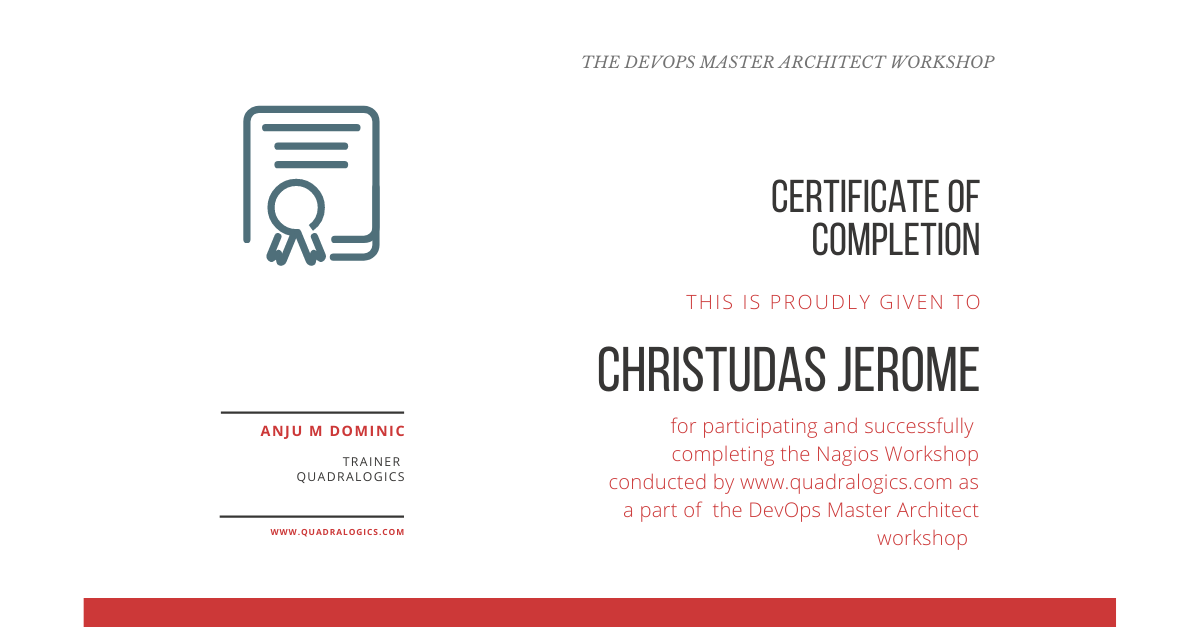 THE DEVOPS MASTER ARCHITECT WORKSHOP
CERTIFICATE OF
COMPLETION
THIS IS PROUDLY GIVEN TO
CHRISTUDAS JEROME
for participating and successfully
completing the Nagios Workshop
conducted by www.quadralogics.com as
a part of the DevOps Master Architect
workshop
ANJU M DOMINIC
TRAINER
QUADRALOGICS
WWW.QUADRALOGICS.COM